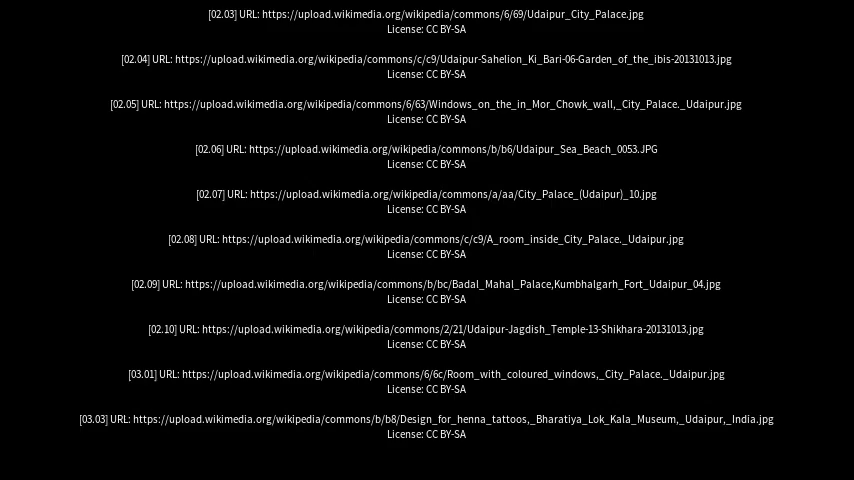 [02.03] URL: https://upload.wikimedia.org/wikipedia/commons/6/69/Udaipur_City_Palace.jpg
License: CC BY-SA
[02.04] URL: https://upload.wikimedia.org/wikipedia/commons/c/c9/Udaipur-Sahelion_Ki_Bari-06-Garden_of_the_ibis-20131013.jpg
License: CC BY-SA
[02.05] URL: https://upload.wikimedia.org/wikipedia/commons/6/63/Windows_on_the_in_Mor_Chowk_wall,_City_Palace._Udaipur.jpg
License: CC BY-SA
[02.06] URL: https://upload.wikimedia.org/wikipedia/commons/b/b6/Udaipur_Sea_Beach_0053.JPG
License: CC BY-SA
[02.07] URL: https://upload.wikimedia.org/wikipedia/commons/a/aa/City_Palace_(Udaipur)_10.jpg
License: CC BY-SA
[02.08] URL: https://upload.wikimedia.org/wikipedia/commons/c/c9/A_room_inside_City_Palace._Udaipur.jpg
License: CC BY-SA
[02.09] URL: https://upload.wikimedia.org/wikipedia/commons/b/bc/Badal_Mahal_Palace,Kumbhalgarh_Fort_Udaipur_04.jpg
License: CC BY-SA
[02.10] URL: https://upload.wikimedia.org/wikipedia/commons/2/21/Udaipur-Jagdish_Temple-13-Shikhara-20131013.jpg
License: CC BY-SA
[03.01] URL: https://upload.wikimedia.org/wikipedia/commons/6/6c/Room_with_coloured_windows,_City_Palace._Udaipur.jpg
License: CC BY-SA
[03.03] URL: https://upload.wikimedia.org/wikipedia/commons/b/b8/Design_for_henna_tattoos,_Bharatiya_Lok_Kala_Museum,_Udaipur,_India.jpg
License: CC BY-SA